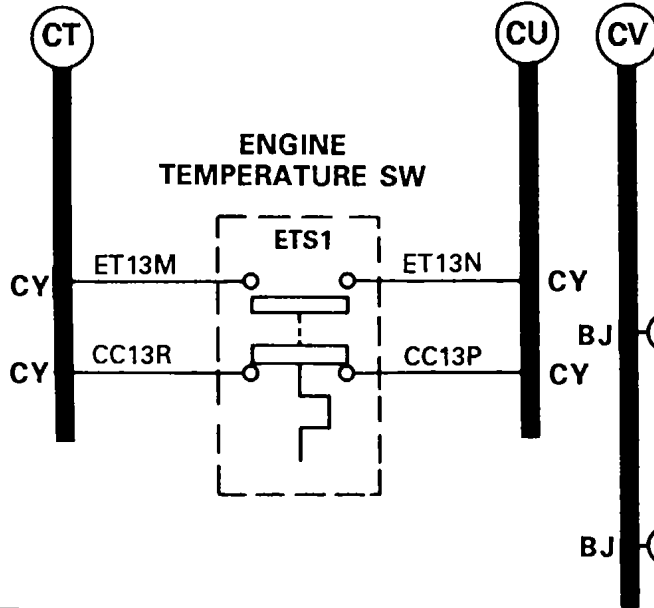 CT
CU
CV
ENGINE
TEMPERATURE SW
ETS1
CY
ET13M
ET13N
CY
BJ
CY
CC13R
CC13P
CY
BJ